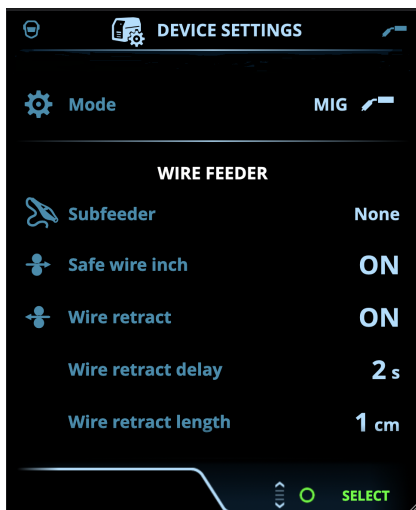 DEVICE SETTINGS
Mode MIG
WIRE FEEDER
Subfeeder None
Safe wire inch ON
Wire retract ON
Wire retract delay 2 s
Wire retract length 1 cm
SELECT